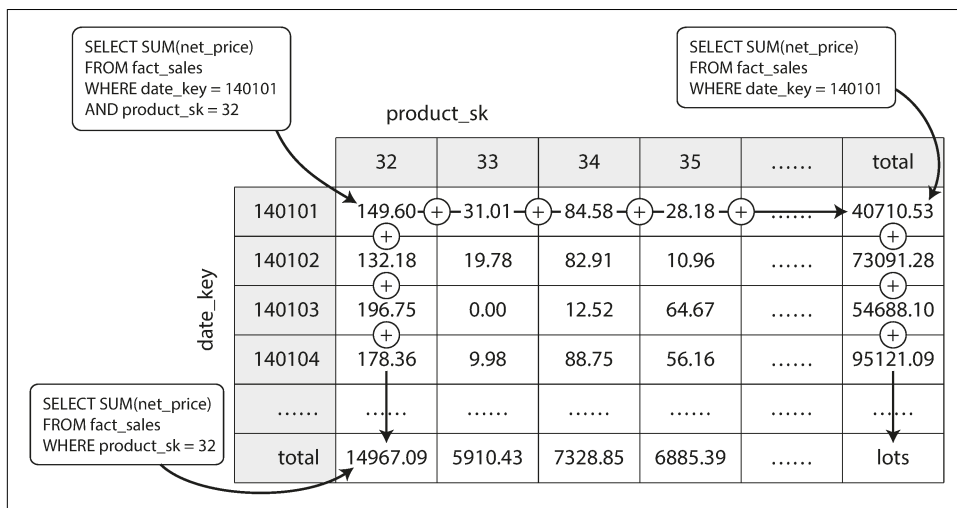 SELECT SUM(net_price)
FROM fact_sales
WHERE date_key = 140101
AND product_sk = 32
SELECT SUM(net_price)
FROM fact_sales
WHERE date_key = 140101
product_sk
32 33 34 35 ...... total
140101 149.60 + 31.01 + 84.58 + 28.18 + ...... 40710.53
+ +
140102 132.18 19.78 82.91 10.96 ...... 73091.28
+ +
140103 196.75 0.00 12.52 64.67 ...... 54688.10
+ +
140104 178.36 9.98 88.75 56.16 ...... 95121.09
...... ...... ...... ...... ...... ...... ......
total 14967.09 5910.43 7328.85 6885.39 ...... lots
date_key
SELECT SUM(net_price)
FROM fact_sales
WHERE product_sk = 32